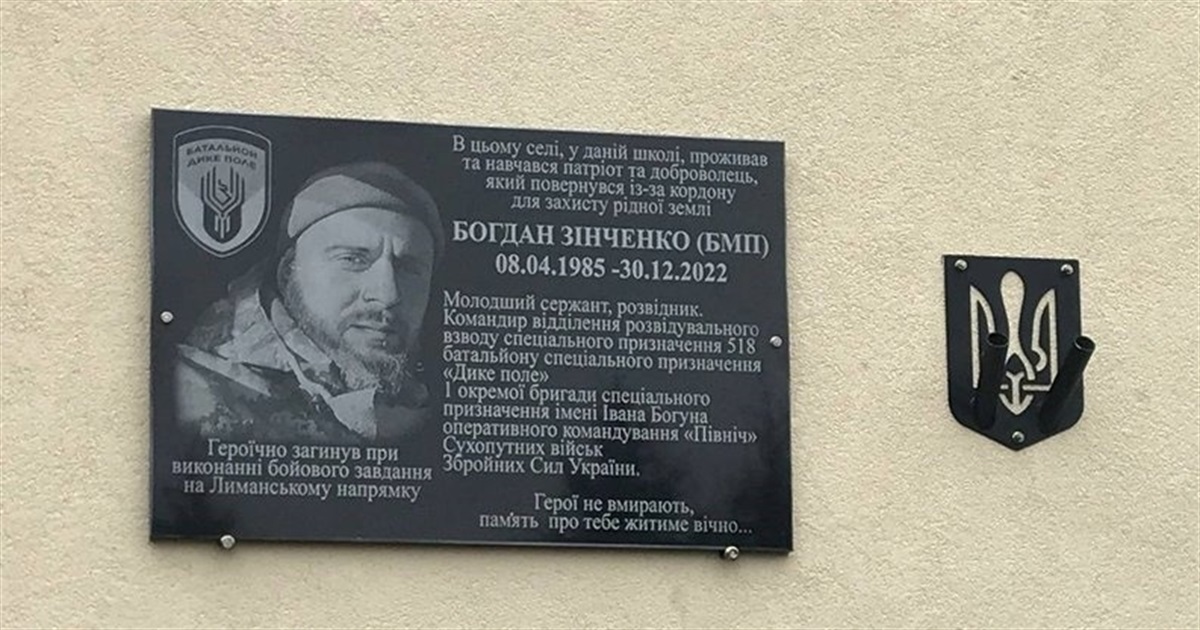 БАТАЛЬЙОН
ДИКЕ ПОЛЕ
В цьому селі, у даній школі, проживав
та навчався патріот та доброволець,
який повернувся із-за кордону
для захисту рідної землі
БОГДАН ЗІНЧЕНКО (БМП)
08.04.1985 -30.12.2022
Молодший сержант, розвідник.
Командир відділення розвідувального
взводу спеціального призначення 518
батальйону спеціального призначення
«Дике поле»
1 окремої бригади спеціального
призначення імені Івана Богуна
оперативного командування «Північ»
Сухопутних військ
Збройних Сил України.
Героїчно загинув при
виконанні бойового завдання
на Лиманському напрямку
Герої не вмирають,
пам'ять про тебе житиме вічно...